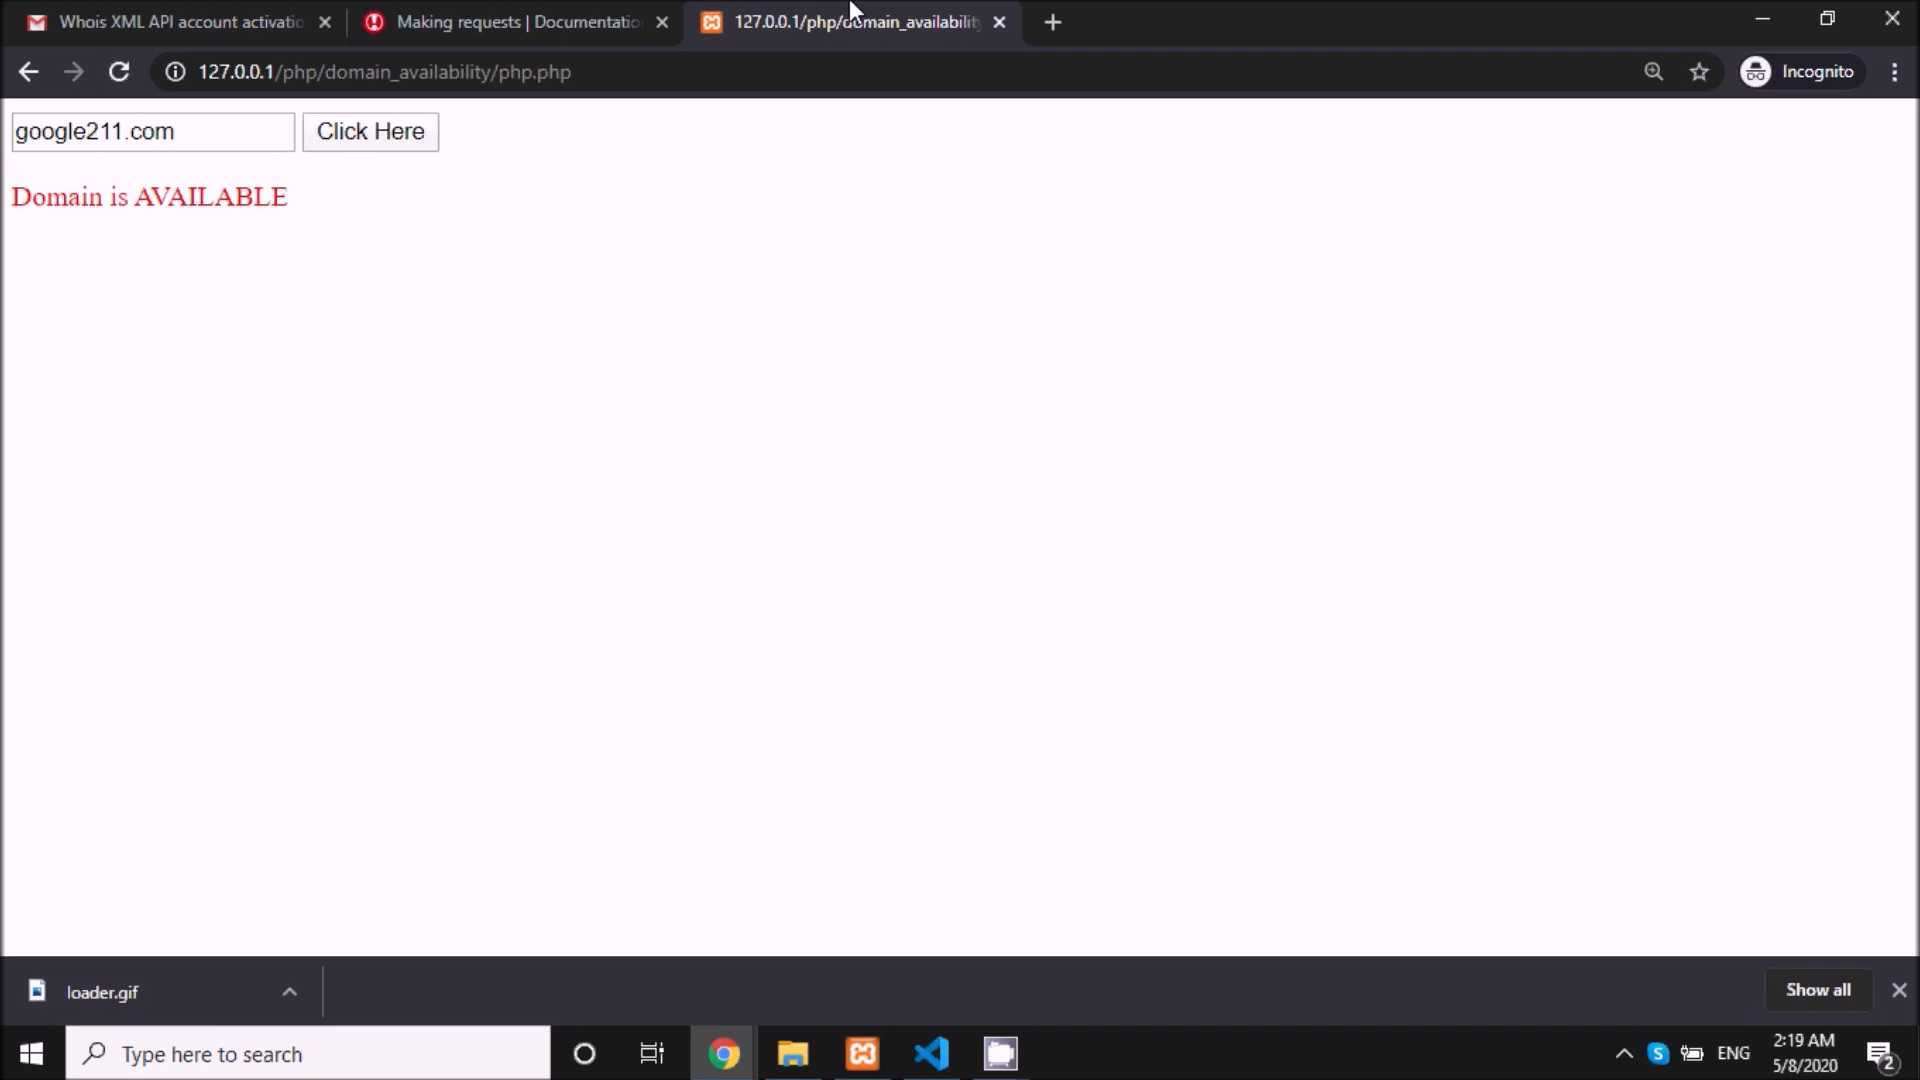 Whois XML API account activatio
Making requests | Documentatio
127.0.0.1/php/domain_availability
127.0.0.1/php/domain_availability/php.php
Incognito
google211.com
Click Here
Domain is AVAILABLE
loader.gif
Show all
Type here to search
ENG
2:19 AM
5/8/2020
2